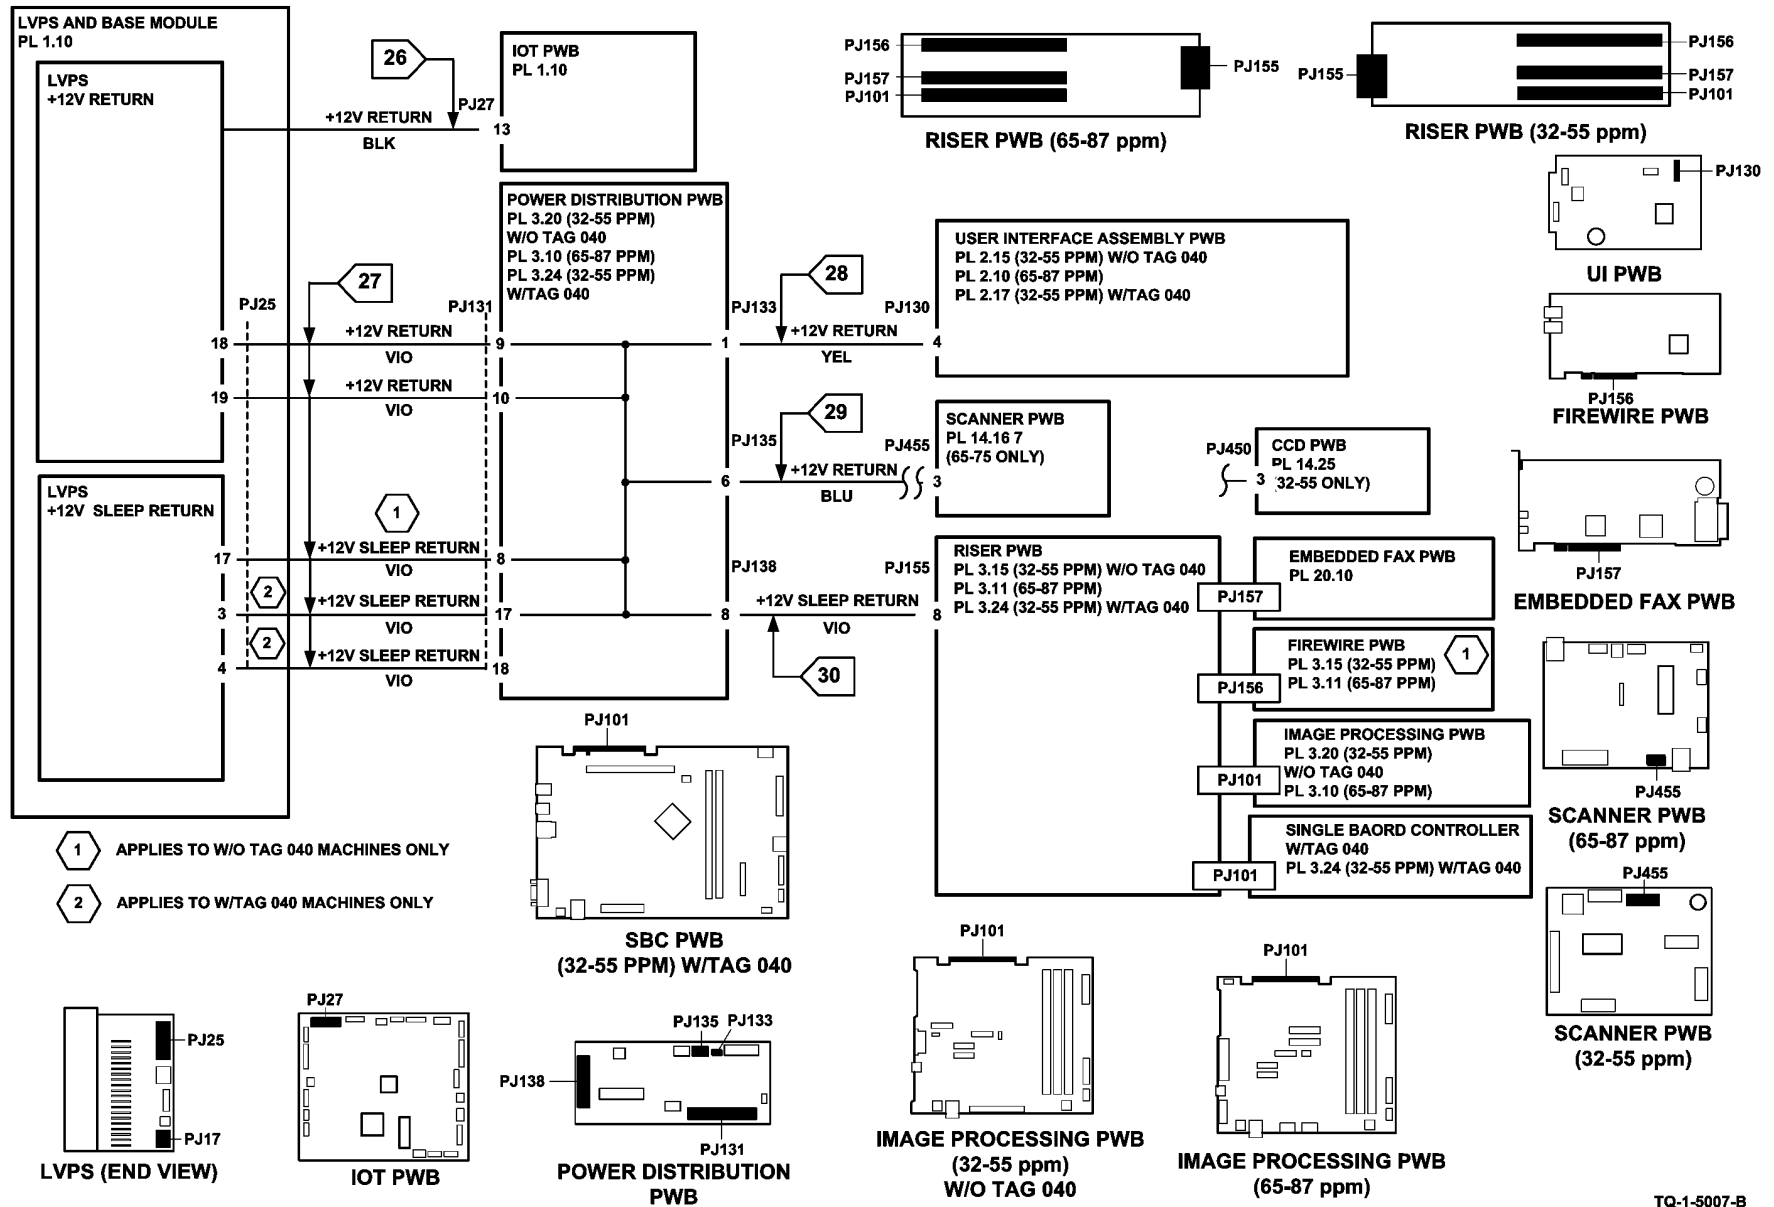 LVPS AND BASE MODULE
PL 1.10
LVPS
+12V RETURN
26
IOT PWB
PL 1.10
PJ27
+12V RETURN
13
BLK
PJ156
PJ157
PJ101
PJ155
RISER PWB (65-87 ppm)
PJ155
PJ156
PJ157
PJ101
RISER PWB (32-55 ppm)
PJ130
UI PWB
POWER DISTRIBUTION PWB
PL 3.20 (32-55 PPM)
W/O TAG 040
PL 3.10 (65-87 PPM)
PL 3.24 (32-55 PPM)
W/TAG 040
27
PJ25
PJ131
18
+12V RETURN
9
VIO
19
+12V RETURN
10
VIO
PJ133
28
PJ130
1
+12V RETURN
4
YEL
USER INTERFACE ASSEMBLY PWB
PL 2.15 (32-55 PPM) W/O TAG 040
PL 2.10 (65-87 PPM)
PL 2.17 (32-55 PPM) W/TAG 040
PJ156
FIREWIRE PWB
PJ135
29
PJ455
6
+12V RETURN
3
BLU
SCANNER PWB
PL 14.16 7
(65-75 ONLY)
PJ450
3
CCD PWB
PL 14.25
(32-55 ONLY)
PJ157
EMBEDDED FAX PWB
LVPS
+12V SLEEP RETURN
1
17
+12V SLEEP RETURN
8
VIO
2
3
+12V SLEEP RETURN
17
VIO
2
4
+12V SLEEP RETURN
18
VIO
PJ138
PJ155
8
+12V SLEEP RETURN
8
VIO
30
RISER PWB
PL 3.15 (32-55 PPM) W/O TAG 040
PL 3.11 (65-87 PPM)
PL 3.24 (32-55 PPM) W/TAG 040
PJ157
EMBEDDED FAX PWB
PL 20.10
PJ156
FIREWIRE PWB
PL 3.15 (32-55 PPM)
PL 3.11 (65-87 PPM)
1
PJ101
IMAGE PROCESSING PWB
PL 3.20 (32-55 PPM)
W/O TAG 040
PL 3.10 (65-87 PPM)
PJ101
SINGLE BAORD CONTROLLER
W/TAG 040
PL 3.24 (32-55 PPM) W/TAG 040
PJ455
SCANNER PWB
(65-87 ppm)
PJ455
SCANNER PWB
(32-55 ppm)
1
APPLIES TO W/O TAG 040 MACHINES ONLY
2
APPLIES TO W/TAG 040 MACHINES ONLY
PJ101
SBC PWB
(32-55 PPM) W/TAG 040
PJ25
PJ17
LVPS (END VIEW)
PJ27
IOT PWB
PJ135
PJ133
PJ138
PJ131
POWER DISTRIBUTION
PWB
PJ101
IMAGE PROCESSING PWB
(32-55 ppm)
W/O TAG 040
PJ101
IMAGE PROCESSING PWB
(65-87 ppm)
TQ-1-5007-B